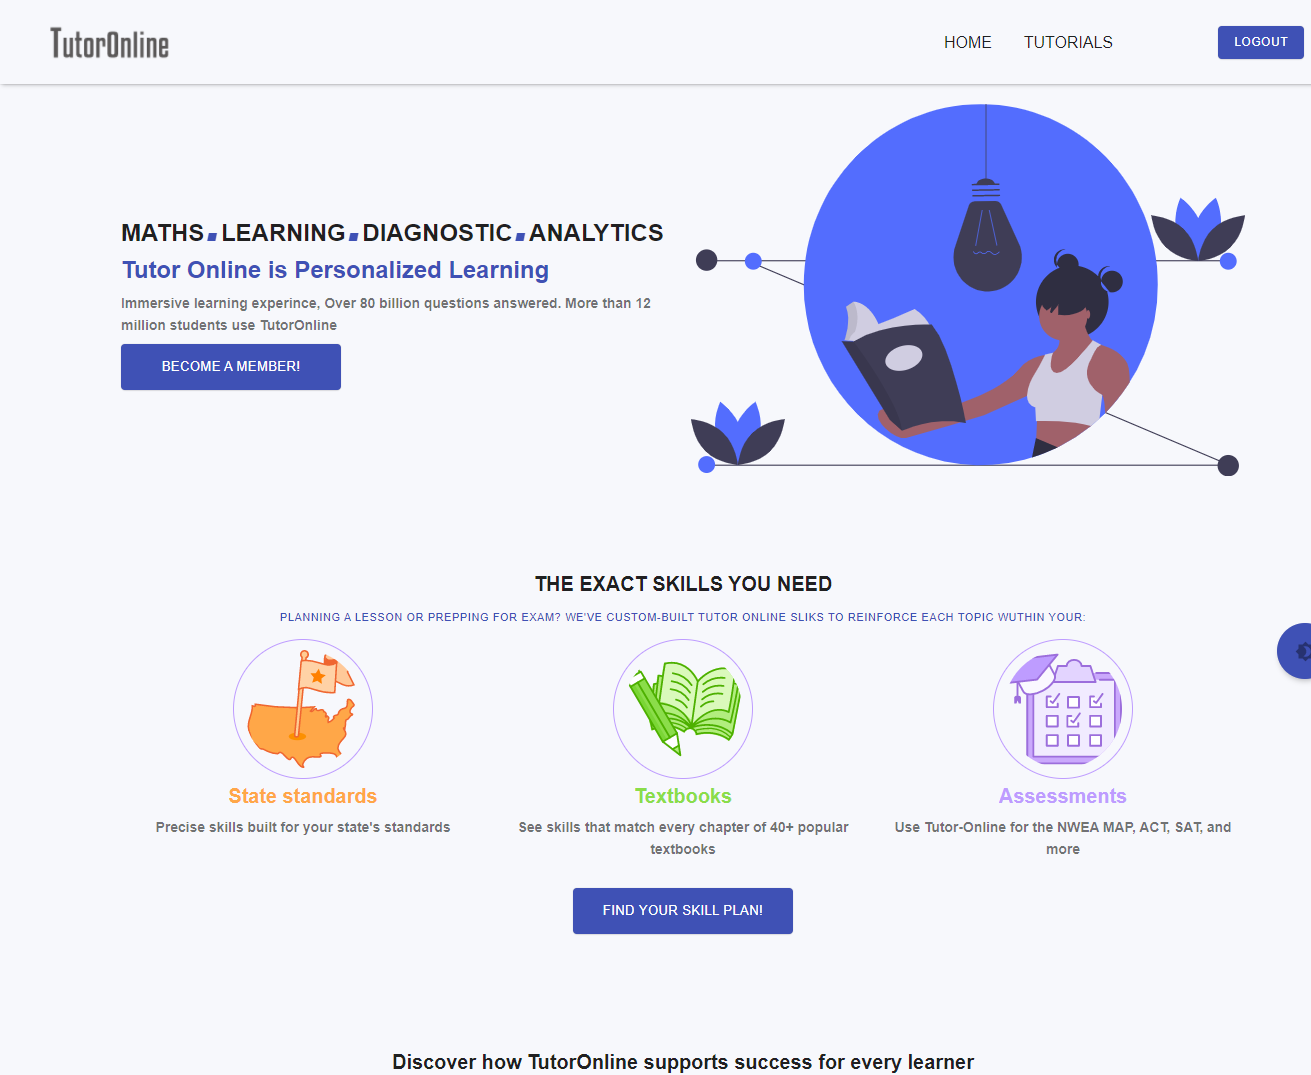 TutorOnline
HOME
TUTORIALS
LOGOUT
MATHS.LEARNING.DIAGNOSTIC.ANALYTICS
Tutor Online is Personalized Learning
Immersive learning experince, Over 80 billion questions answered. More than 12
million students use TutorOnline
BECOME A MEMBER!
THE EXACT SKILLS YOU NEED
PLANNING A LESSON OR PREPPING FOR EXAM? WE'VE CUSTOM-BUILT TUTOR ONLINE SLIKS TO REINFORCE EACH TOPIC WUTHIN YOUR:
State standards
Precise skills built for your state's standards
Textbooks
See skills that match every chapter of 40+ popular
textbooks
Assessments
Use Tutor-Online for the NWEA MAP, ACT, SAT, and
more
FIND YOUR SKILL PLAN!
Discover how TutorOnline supports success for every learner